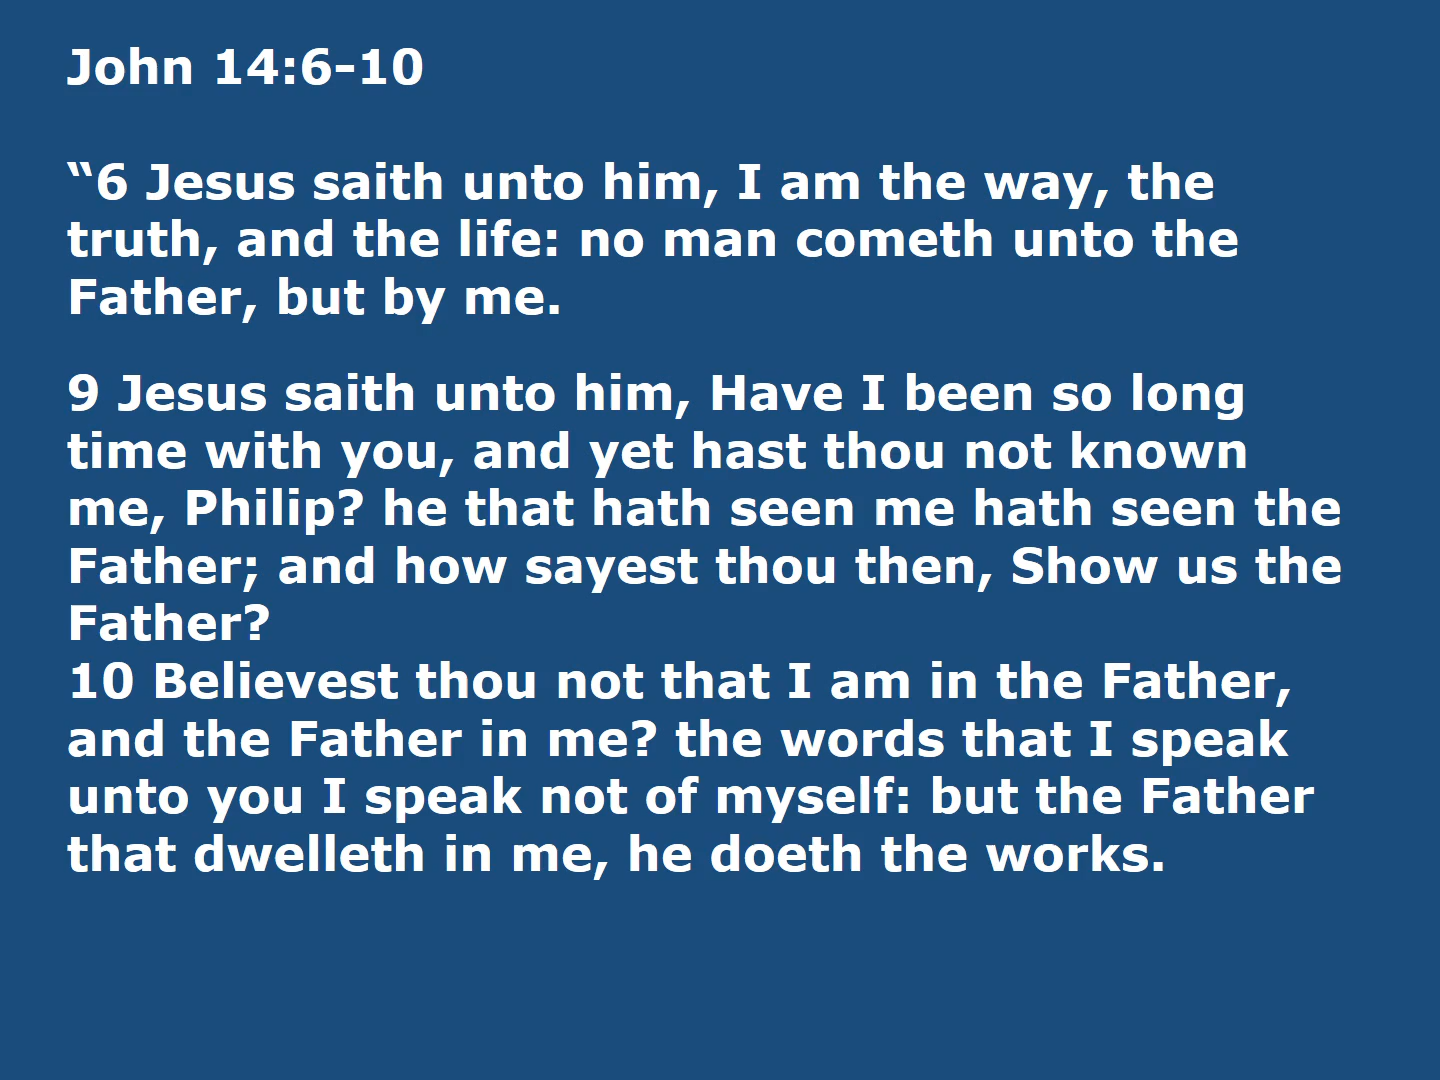 John 14:6-10
“6 Jesus saith unto him, I am the way, the
truth, and the life: no man cometh unto the
Father, but by me.
9 Jesus saith unto him, Have I been so long
time with you, and yet hast thou not known
me, Philip? he that hath seen me hath seen the
Father; and how sayest thou then, Show us the
Father?
10 Believest thou not that I am in the Father,
and the Father in me? the words that I speak
unto you I speak not of myself: but the Father
that dwelleth in me, he doeth the works.